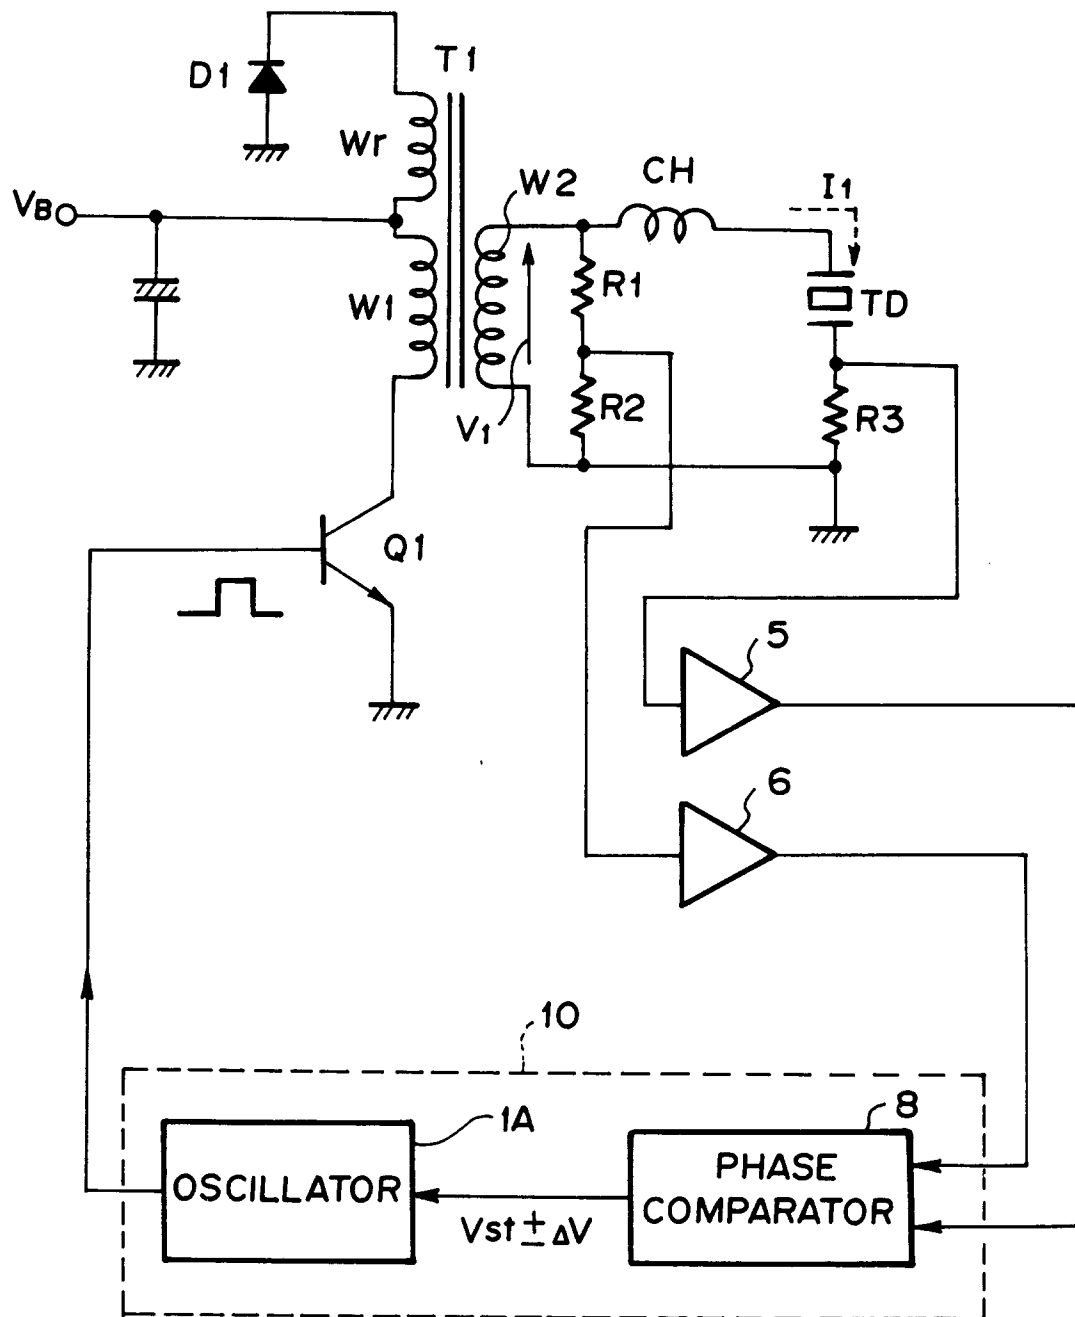 D1
T1
Wr
VB
W1
W2
CH
I1
R1
TD
R2
V1
R3
Q1
5
6
10
1A
8
OSCILLATOR
PHASE
COMPARATOR
Vst ± ΔV